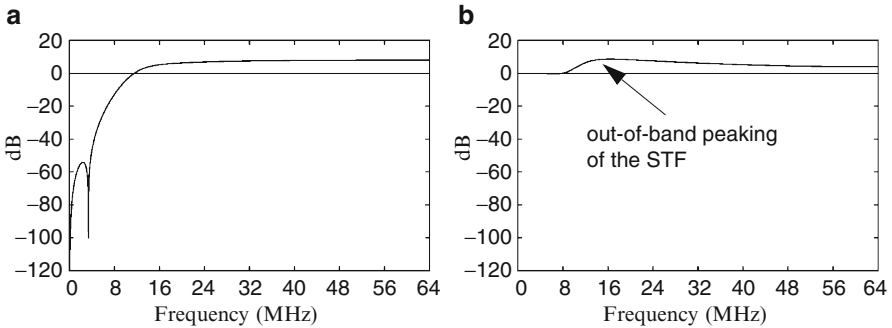 a
20
0
−20
−40
−60
−80
−100
−120
dB
0 8 16 24 32 40 48 56 64
Frequency (MHz)
b
20
0
−20
−40
−60
−80
−100
−120
dB
out-of-band peaking
of the STF
0 8 16 24 32 40 48 56 64
Frequency (MHz)